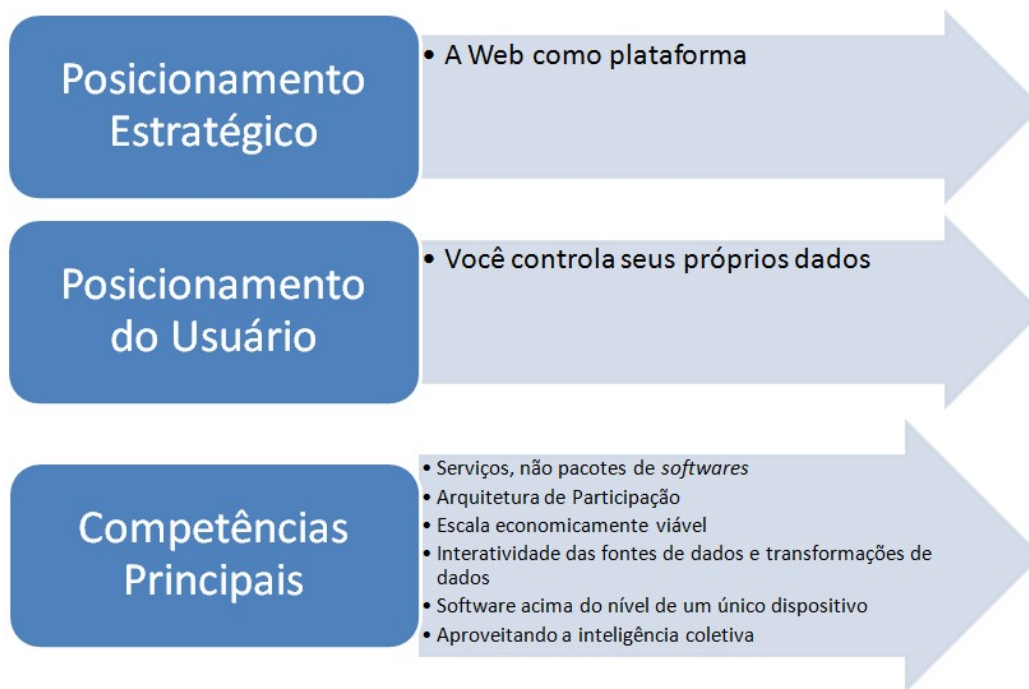 Posicionamento
Estratégico
• A Web como plataforma
Posicionamento
do Usuário
• Você controla seus próprios dados
Competências
Principais
• Serviços, não pacotes de softwares
• Arquitetura de Participação
• Escala economicamente viável
• Interatividade das fontes de dados e transformações de
dados
• Software acima do nível de um único dispositivo
• Aproveitando a inteligência coletiva